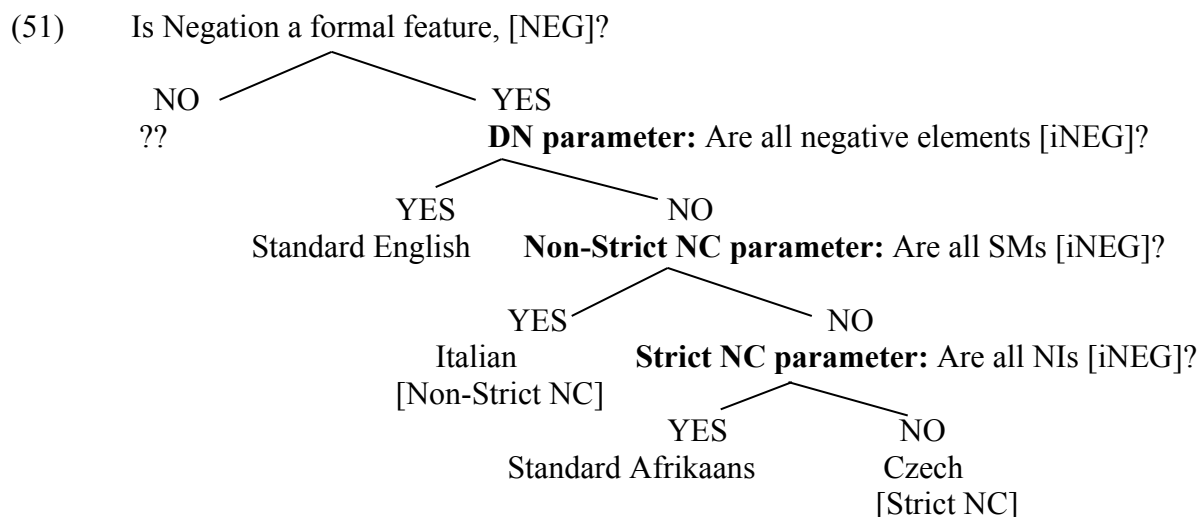 (51) Is Negation a formal feature, [NEG]?
NO YES
?? DN parameter: Are all negative elements [iNEG]?
YES NO
Standard English Non-Strict NC parameter: Are all SMs [iNEG]?
YES NO
Italian Strict NC parameter: Are all NIs [iNEG]?
[Non-Strict NC]
YES NO
Standard Afrikaans Czech
[Strict NC]